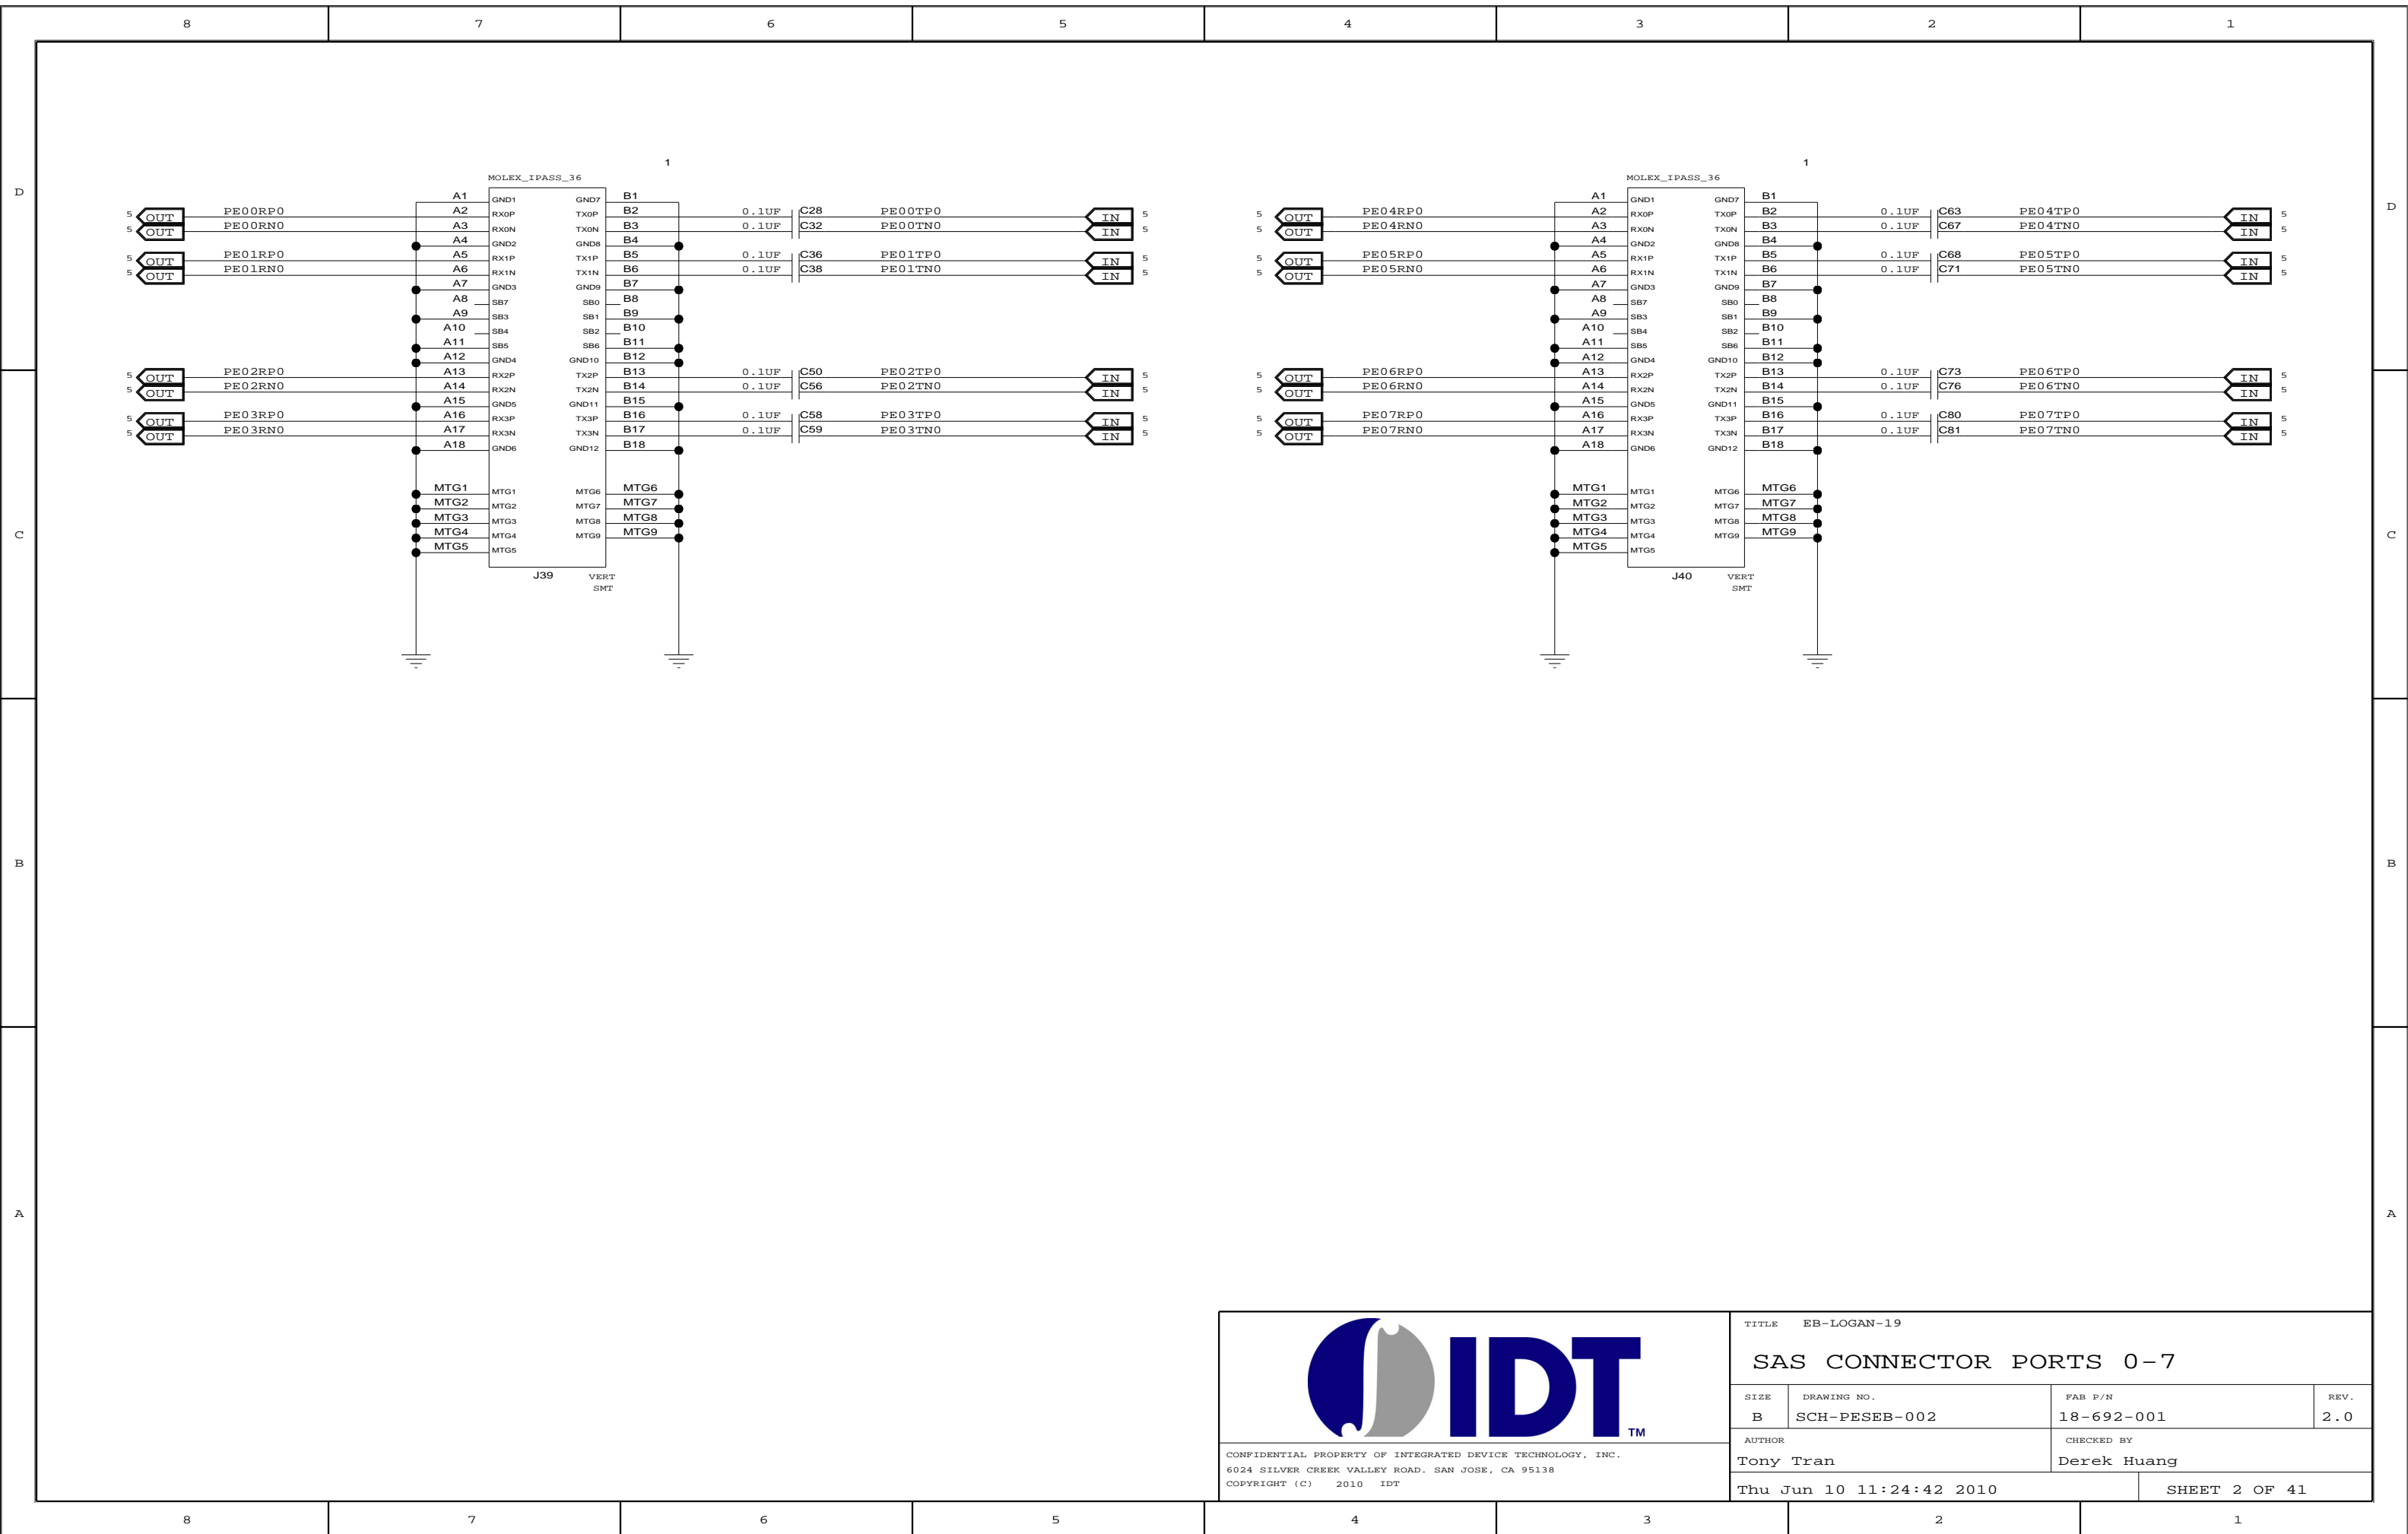 8 7 6 5 4 3 2 1
D D
C C
B B
A A
1
MOLEX_IPASS_36
A1 GND1 GND7 B1
5 OUT PE00RP0 A2 RX0P TX0P B2 0.1UF C28 PE00TP0 IN 5
5 OUT PE00RN0 A3 RX0N TX0N B3 0.1UF C32 PE00TN0 IN 5
A4 GND2 GND8 B4
5 OUT PE01RP0 A5 RX1P TX1P B5 0.1UF C36 PE01TP0 IN 5
5 OUT PE01RN0 A6 RX1N TX1N B6 0.1UF C38 PE01TN0 IN 5
A7 GND3 GND9 B7
A8 SB7 SB0 B8
A9 SB3 SB1 B9
A10 SB4 SB2 B10
A11 SB5 SB6 B11
A12 GND4 GND10 B12
5 OUT PE02RP0 A13 RX2P TX2P B13 0.1UF C50 PE02TP0 IN 5
5 OUT PE02RN0 A14 RX2N TX2N B14 0.1UF C56 PE02TN0 IN 5
A15 GND5 GND11 B15
5 OUT PE03RP0 A16 RX3P TX3P B16 0.1UF C58 PE03TP0 IN 5
5 OUT PE03RN0 A17 RX3N TX3N B17 0.1UF C59 PE03TN0 IN 5
A18 GND6 GND12 B18
MTG1 MTG1 MTG6 MTG6
MTG2 MTG2 MTG7 MTG7
MTG3 MTG3 MTG8 MTG8
MTG4 MTG4 MTG9 MTG9
MTG5 MTG5
J39 VERT
SMT
1
MOLEX_IPASS_36
A1 GND1 GND7 B1
5 OUT PE04RP0 A2 RX0P TX0P B2 0.1UF C63 PE04TP0 IN 5
5 OUT PE04RN0 A3 RX0N TX0N B3 0.1UF C67 PE04TN0 IN 5
A4 GND2 GND8 B4
5 OUT PE05RP0 A5 RX1P TX1P B5 0.1UF C68 PE05TP0 IN 5
5 OUT PE05RN0 A6 RX1N TX1N B6 0.1UF C71 PE05TN0 IN 5
A7 GND3 GND9 B7
A8 SB7 SB0 B8
A9 SB3 SB1 B9
A10 SB4 SB2 B10
A11 SB5 SB6 B11
A12 GND4 GND10 B12
5 OUT PE06RP0 A13 RX2P TX2P B13 0.1UF C73 PE06TP0 IN 5
5 OUT PE06RN0 A14 RX2N TX2N B14 0.1UF C76 PE06TN0 IN 5
A15 GND5 GND11 B15
5 OUT PE07RP0 A16 RX3P TX3P B16 0.1UF C80 PE07TP0 IN 5
5 OUT PE07RN0 A17 RX3N TX3N B17 0.1UF C81 PE07TN0 IN 5
A18 GND6 GND12 B18
MTG1 MTG1 MTG6 MTG6
MTG2 MTG2 MTG7 MTG7
MTG3 MTG3 MTG8 MTG8
MTG4 MTG4 MTG9 MTG9
MTG5 MTG5
J40 VERT
SMT
IDT TM
CONFIDENTIAL PROPERTY OF INTEGRATED DEVICE TECHNOLOGY, INC.
6024 SILVER CREEK VALLEY ROAD. SAN JOSE, CA 95138
COPYRIGHT (C) 2010 IDT
TITLE EB-LOGAN-19
SAS CONNECTOR PORTS 0-7
SIZE DRAWING NO. FAB P/N REV.
B SCH-PESEB-002 18-692-001 2.0
AUTHOR CHECKED BY
Tony Tran Derek Huang
Thu Jun 10 11:24:42 2010 SHEET 2 OF 41
8 7 6 5 4 3 2 1